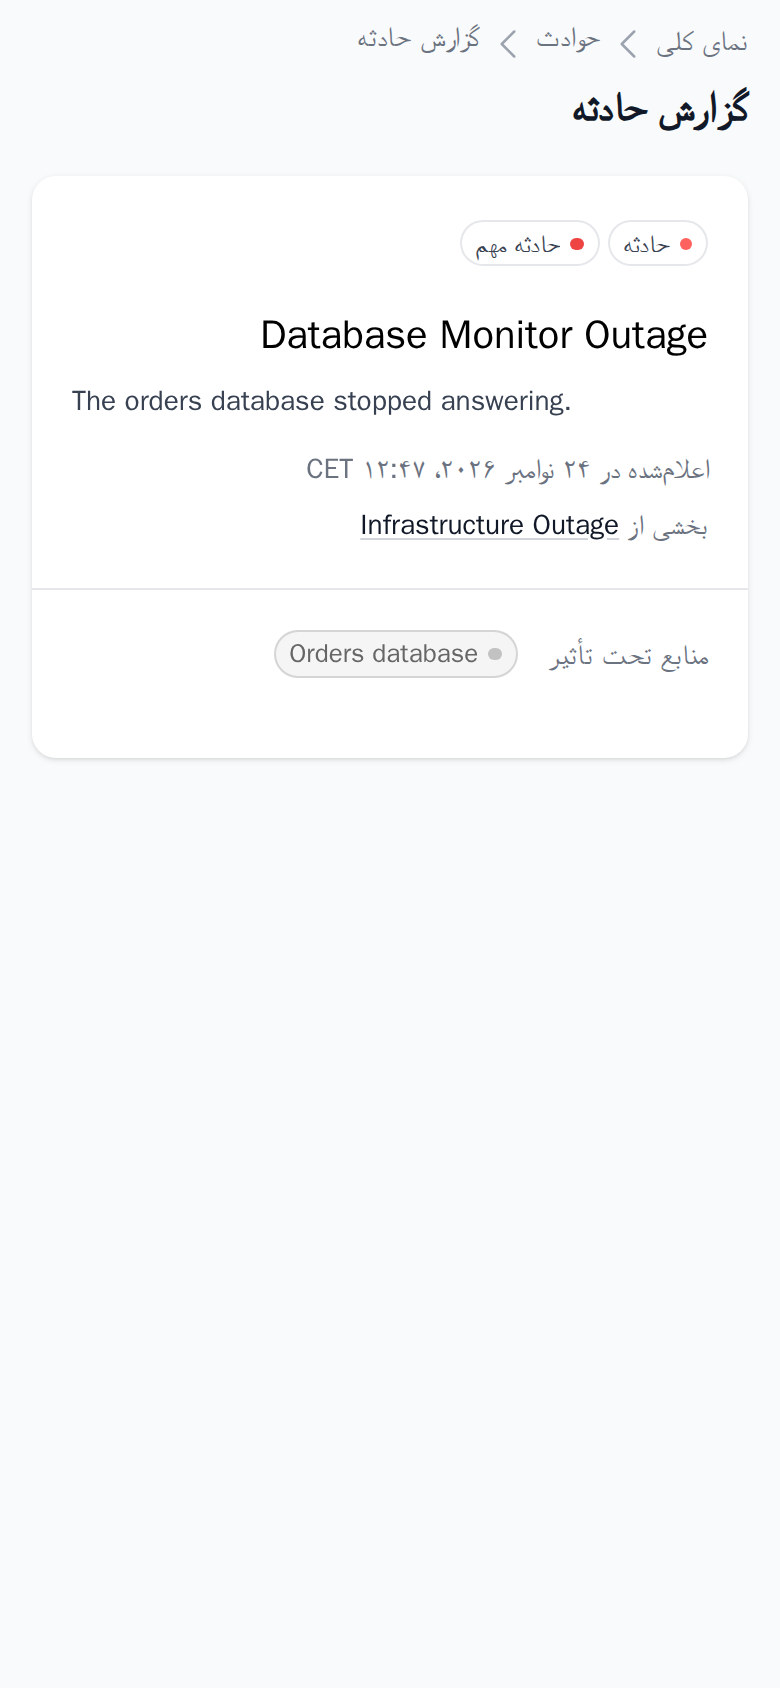 نمای کلی حوادث گزارش حادثه
گزارش حادثه
حادثه حادثه مهم
Database Monitor Outage
The orders database stopped answering.
اعلام‌شده در ۲۴ نوامبر ۲۰۲۶، ۱۲:۴۷ CET
بخشی از Infrastructure Outage
منابع تحت تأثیر Orders database